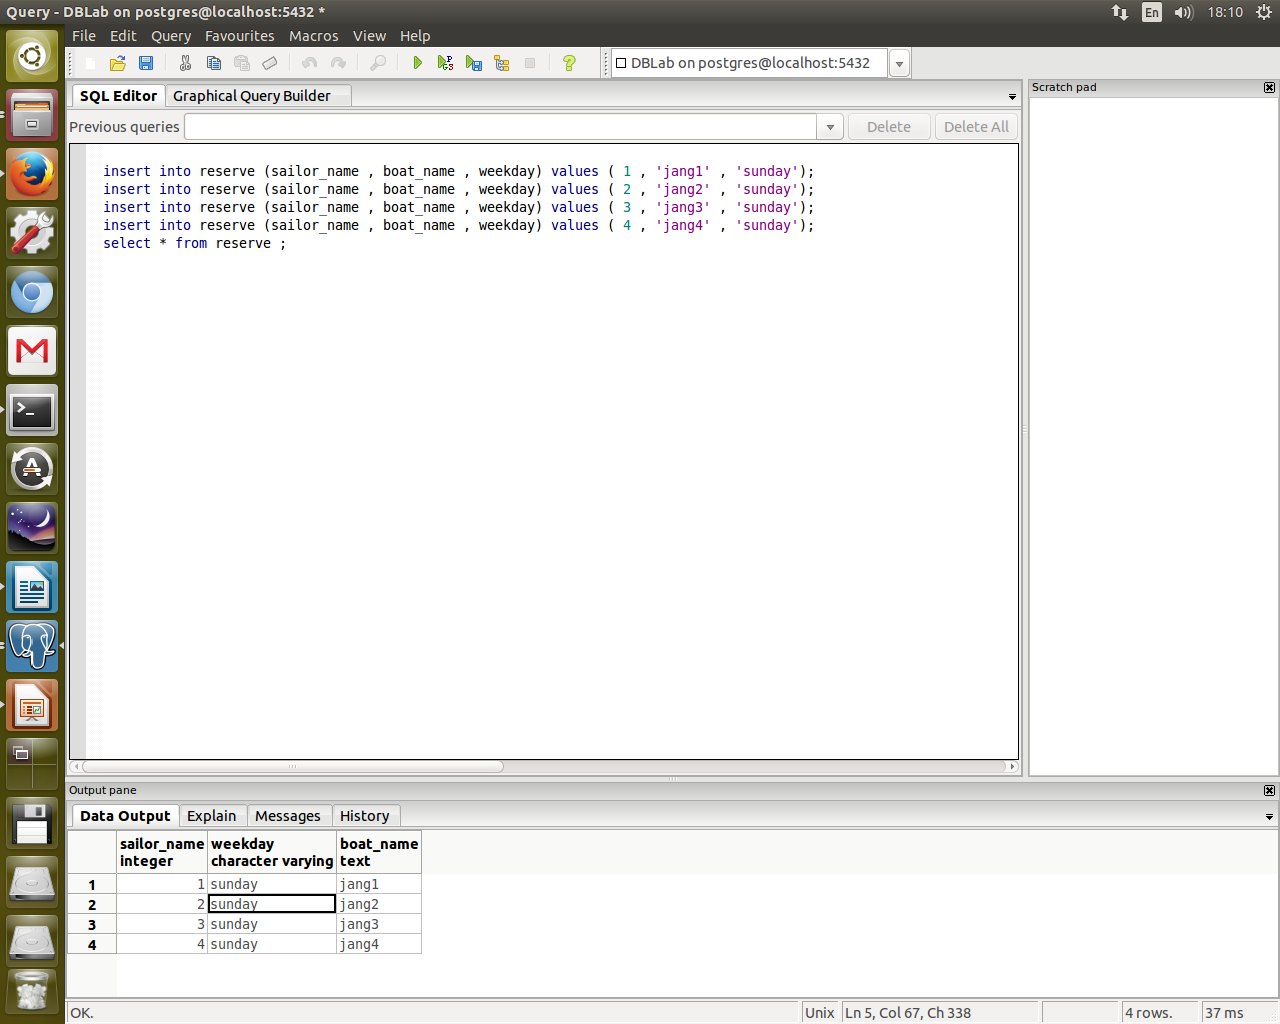 Query - DBLab on postgres@localhost:5432 *
En
18:10
File Edit Query Favourites Macros View Help
DBLab on postgres@localhost:5432
SQL Editor
Graphical Query Builder
Scratch pad
Previous queries
Delete
Delete All
insert into reserve (sailor_name , boat_name , weekday) values ( 1 , 'jang1' , 'sunday');
insert into reserve (sailor_name , boat_name , weekday) values ( 2 , 'jang2' , 'sunday');
insert into reserve (sailor_name , boat_name , weekday) values ( 3 , 'jang3' , 'sunday');
insert into reserve (sailor_name , boat_name , weekday) values ( 4 , 'jang4' , 'sunday');
select * from reserve ;
Output pane
Data Output Explain Messages History
sailor_name weekday boat_name
integer character varying text
1 1 sunday jang1
2 2 sunday jang2
3 3 sunday jang3
4 4 sunday jang4
OK. Unix Ln 5, Col 67, Ch 338 4 rows. 37 ms